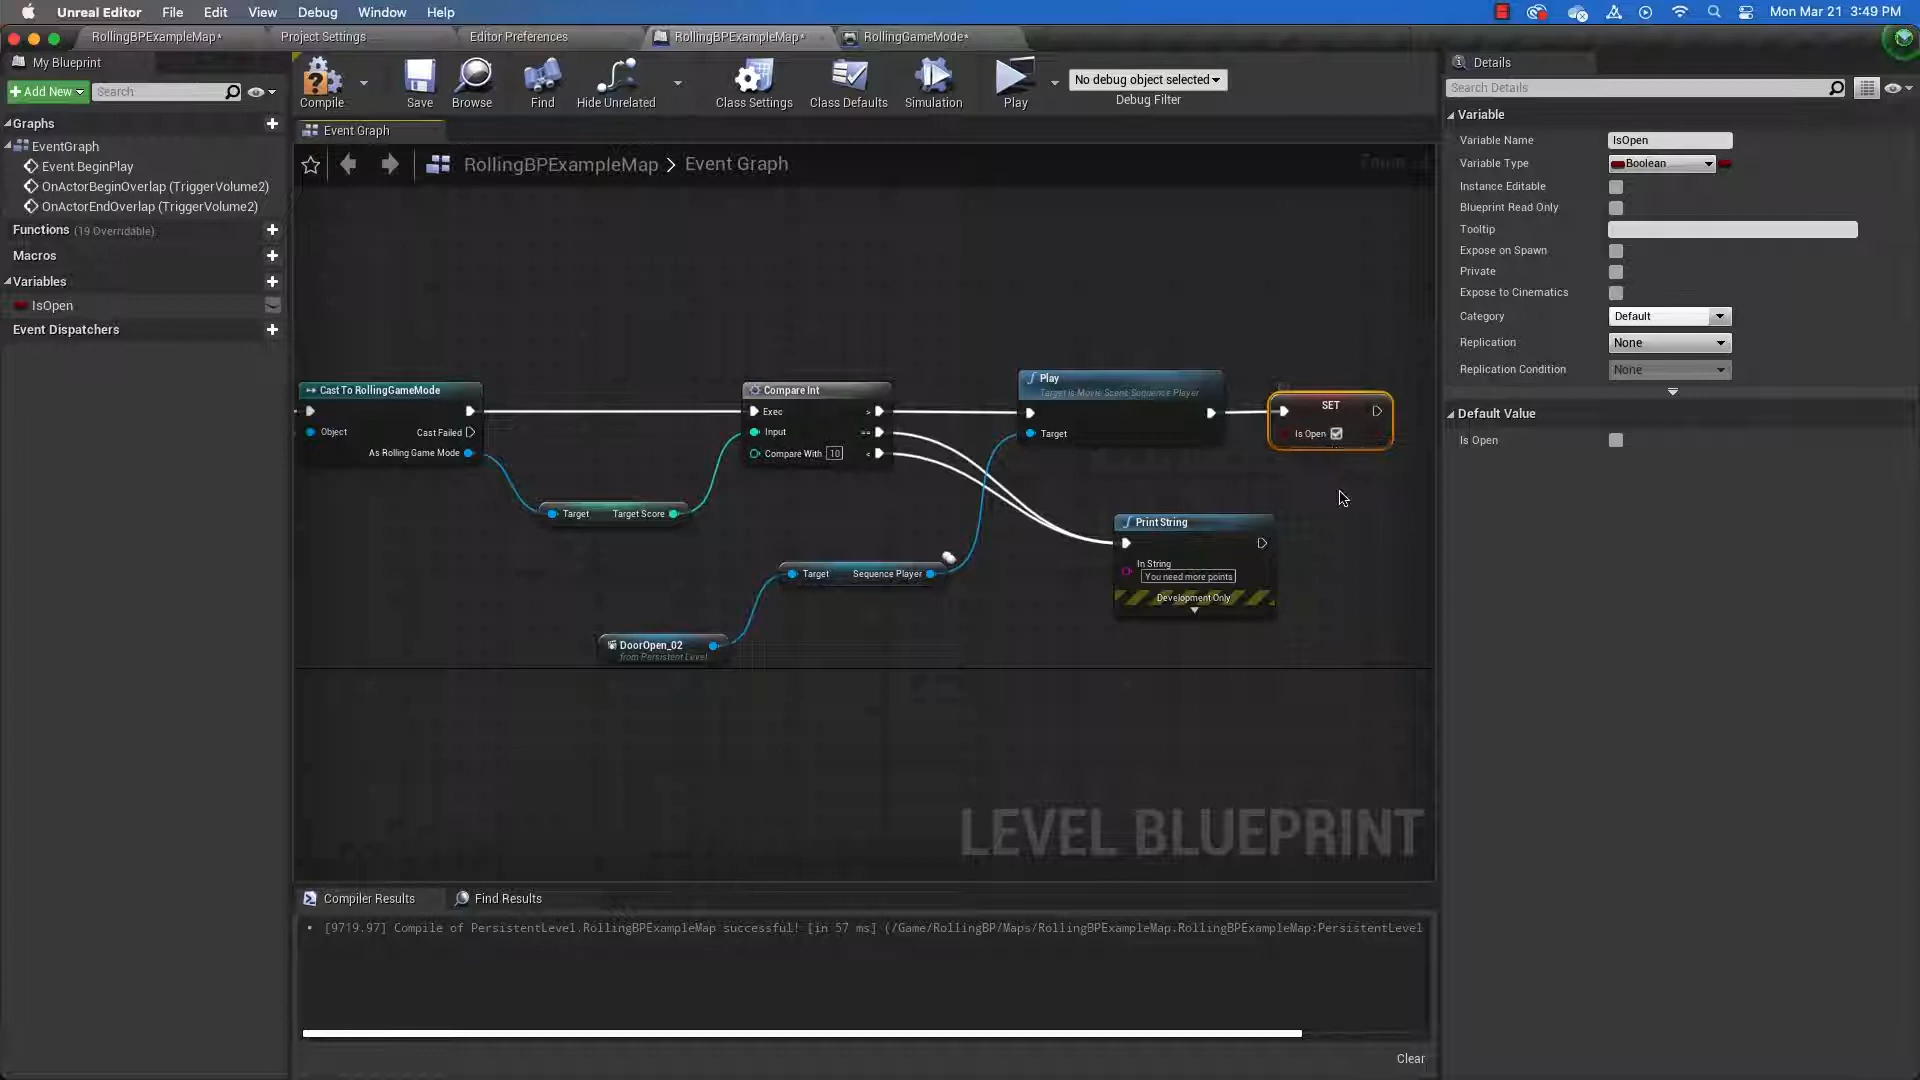 Unreal Editor File Edit View Debug Window Help
Mon Mar 21 3:49 PM
RollingBPExampleMap*
Project Settings
Editor Preferences
RollingBPExampleMap*
RollingGameMode*
My Blueprint
Add New
Search
Graphs
EventGraph
Event BeginPlay
OnActorBeginOverlap (TriggerVolume2)
OnActorEndOverlap (TriggerVolume2)
Functions (19 Overridable)
Macros
Variables
IsOpen
Event Dispatchers
Compile
Save
Browse
Find
Hide Unrelated
Class Settings
Class Defaults
Simulation
Play
No debug object selected
Debug Filter
Event Graph
RollingBPExampleMap > Event Graph
Cast To RollingGameMode
Object
Cast Failed
As Rolling Game Mode
Target
Target Score
Compare Int
Exec
>
Input
==
Compare With 10
<
Play
Target is Movie Scene Sequence Player
Target
SET
Is Open
Target
Sequence Player
DoorOpen_02
from Persistent Level
Print String
In String
You need more points
Development Only
LEVEL BLUEPRINT
Compiler Results
Find Results
[9719.97] Compile of PersistentLevel.RollingBPExampleMap successful! [in 57 ms] (/Game/RollingBP/Maps/RollingBPExampleMap.RollingBPExampleMap:PersistentLevel
Clear
Details
Search Details
Variable
Variable Name
IsOpen
Variable Type
Boolean
Instance Editable
Blueprint Read Only
Tooltip
Expose on Spawn
Private
Expose to Cinematics
Category
Default
Replication
None
Replication Condition
None
Default Value
Is Open